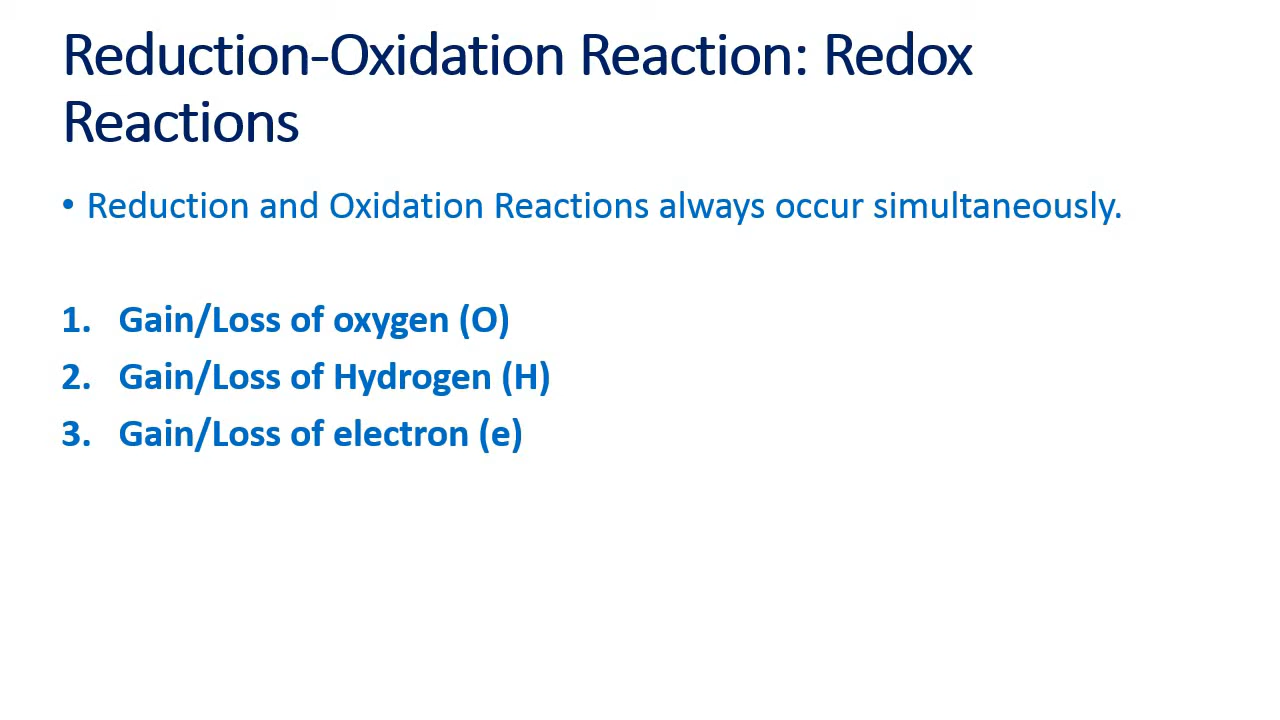 Reduction-Oxidation Reaction: Redox
Reactions
• Reduction and Oxidation Reactions always occur simultaneously.
1. Gain/Loss of oxygen (O)
2. Gain/Loss of Hydrogen (H)
3. Gain/Loss of electron (e)